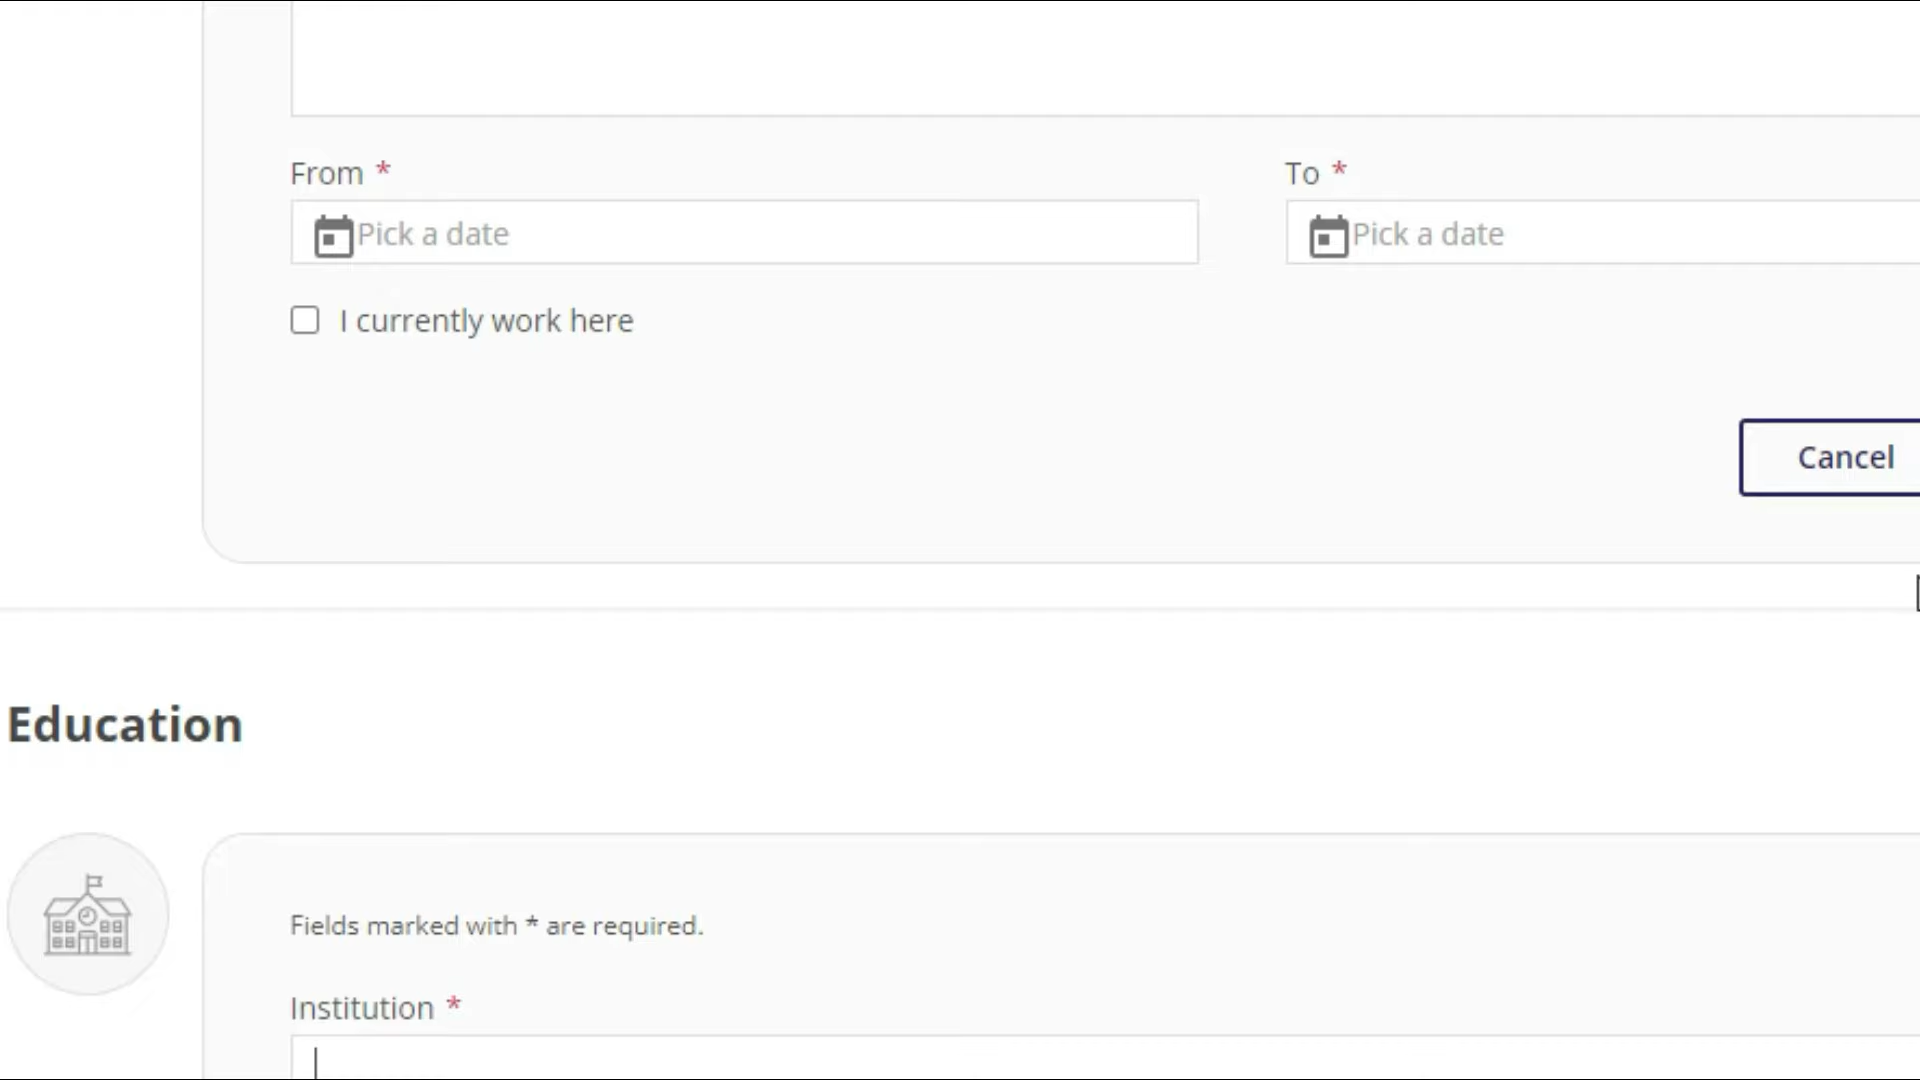 From *
To *
Pick a date
Pick a date
I currently work here
Cancel
Education
Fields marked with * are required.
Institution *